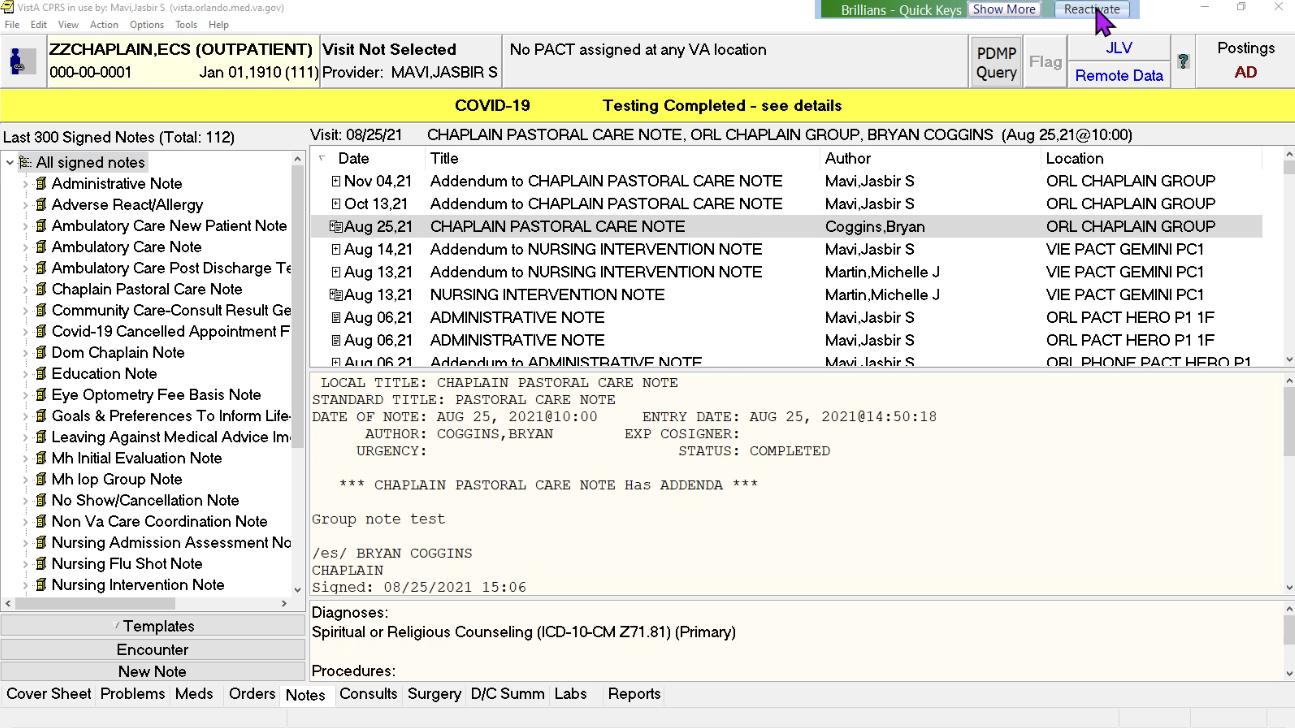 VistA CPRS in use by: Mavi,Jasbir S (vista.orlando.med.va.gov)
Brillians - Quick Keys Show More Reactivate
File Edit View Action Options Tools Help
ZZCHAPLAIN,ECS (OUTPATIENT) Visit Not Selected No PACT assigned at any VA location
000-00-0001 Jan 01,1910 (111) Provider: MAVI,JASBIR S
PDMP Query Flag JLV Remote Data ? Postings AD
COVID-19 Testing Completed - see details
Last 300 Signed Notes (Total: 112)
Visit: 08/25/21 CHAPLAIN PASTORAL CARE NOTE, ORL CHAPLAIN GROUP, BRYAN COGGINS (Aug 25,21@10:00)
All signed notes
Administrative Note
Adverse React/Allergy
Ambulatory Care New Patient Note
Ambulatory Care Note
Ambulatory Care Post Discharge Te
Chaplain Pastoral Care Note
Community Care-Consult Result Ge
Covid-19 Cancelled Appointment F
Dom Chaplain Note
Education Note
Eye Optometry Fee Basis Note
Goals & Preferences To Inform Life-
Leaving Against Medical Advice Im
Mh Initial Evaluation Note
Mh Iop Group Note
No Show/Cancellation Note
Non Va Care Coordination Note
Nursing Admission Assessment No
Nursing Flu Shot Note
Nursing Intervention Note
Templates
Encounter
New Note
Date Title Author Location
Nov 04,21 Addendum to CHAPLAIN PASTORAL CARE NOTE Mavi,Jasbir S ORL CHAPLAIN GROUP
Oct 13,21 Addendum to CHAPLAIN PASTORAL CARE NOTE Mavi,Jasbir S ORL CHAPLAIN GROUP
Aug 25,21 CHAPLAIN PASTORAL CARE NOTE Coggins,Bryan ORL CHAPLAIN GROUP
Aug 14,21 Addendum to NURSING INTERVENTION NOTE Mavi,Jasbir S VIE PACT GEMINI PC1
Aug 13,21 Addendum to NURSING INTERVENTION NOTE Martin,Michelle J VIE PACT GEMINI PC1
Aug 13,21 NURSING INTERVENTION NOTE Martin,Michelle J VIE PACT GEMINI PC1
Aug 06,21 ADMINISTRATIVE NOTE Mavi,Jasbir S ORL PACT HERO P1 1F
Aug 06,21 ADMINISTRATIVE NOTE Mavi,Jasbir S ORL PACT HERO P1 1F
Aug 06,21 Addendum to ADMINISTRATIVE NOTE Mavi,Jasbir S ORL PHONE PACT HERO P1
LOCAL TITLE: CHAPLAIN PASTORAL CARE NOTE
STANDARD TITLE: PASTORAL CARE NOTE
DATE OF NOTE: AUG 25, 2021@10:00 ENTRY DATE: AUG 25, 2021@14:50:18
AUTHOR: COGGINS,BRYAN EXP COSIGNER:
URGENCY: STATUS: COMPLETED
*** CHAPLAIN PASTORAL CARE NOTE Has ADDENDA ***
Group note test
/es/ BRYAN COGGINS
CHAPLAIN
Signed: 08/25/2021 15:06
Diagnoses:
Spiritual or Religious Counseling (ICD-10-CM Z71.81) (Primary)
Procedures:
Cover Sheet Problems Meds Orders Notes Consults Surgery D/C Summ Labs Reports